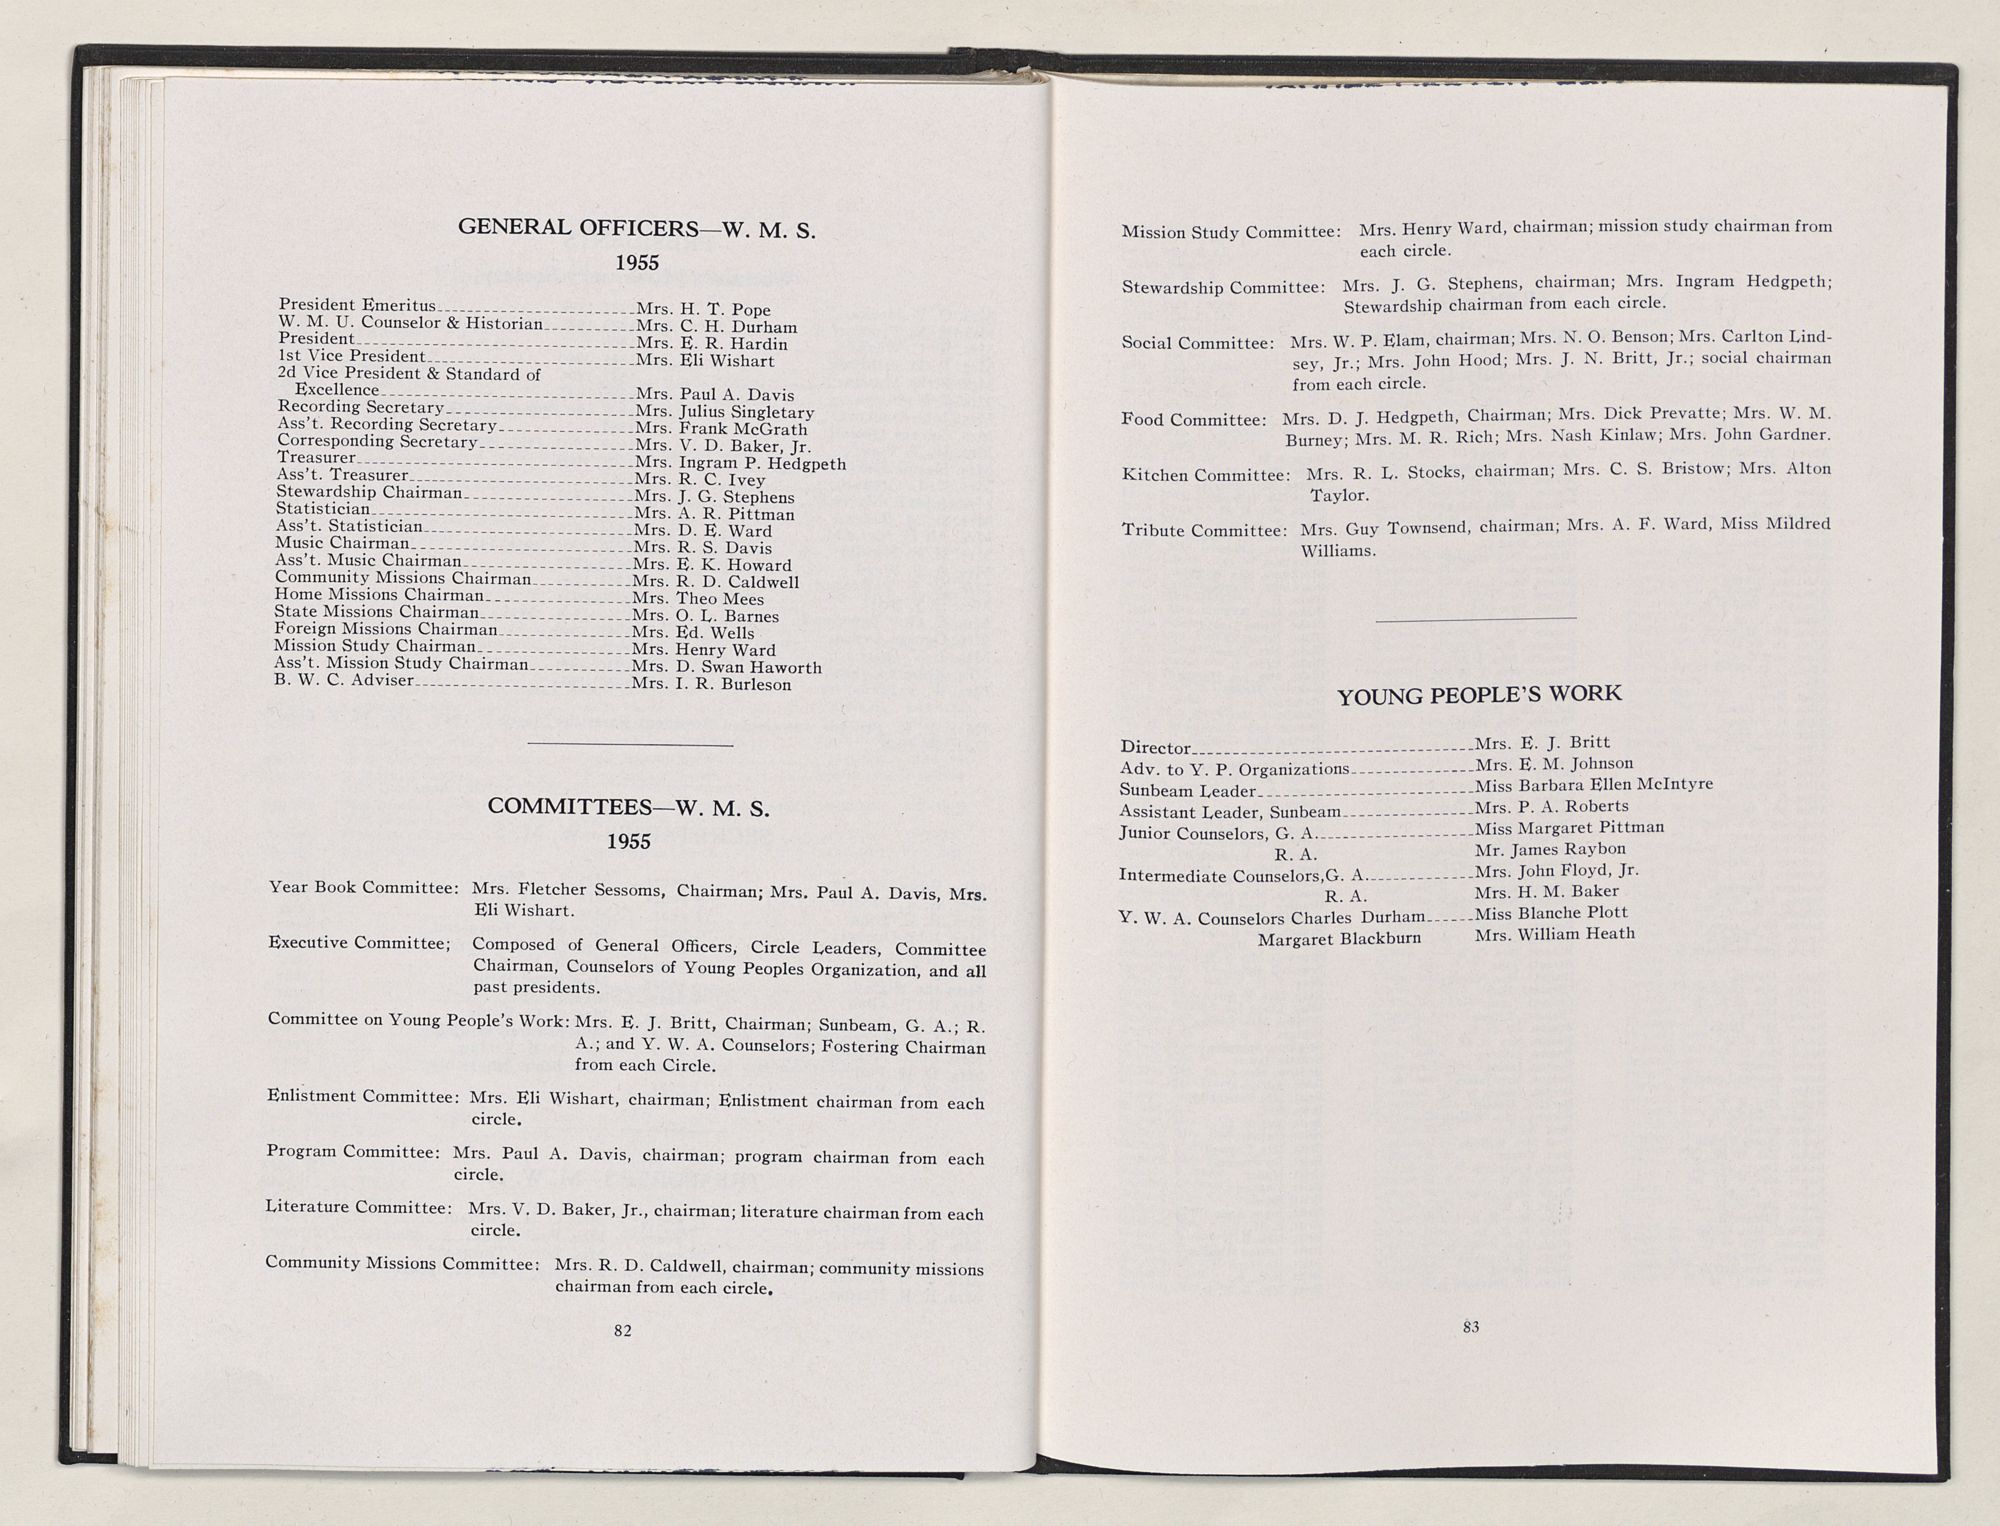 GENERAL OFFICERS—W. M. S.
1955
President Emeritus Mrs. H. T. Pope
W. M. U. Counselor & Historian Mrs. C. H. Durham
President Mrs. E. R. Hardin
1st Vice President Mrs. Eli Wishart
2d Vice President & Standard of
Excellence Mrs. Paul A. Davis
Recording Secretary Mrs. Julius Singletary
Ass't. Recording Secretary Mrs. Frank McGrath
Corresponding Secretary Mrs. V. D. Baker, Jr.
Treasurer Mrs. Ingram P. Hedgpeth
Ass't. Treasurer Mrs. R. C. Ivey
Stewardship Chairman Mrs. J. G. Stephens
Statistician Mrs. A. R. Pittman
Ass't. Statistician Mrs. D. E. Ward
Music Chairman Mrs. R. S. Davis
Ass't. Music Chairman Mrs. E. K. Howard
Community Missions Chairman Mrs. R. D. Caldwell
Home Missions Chairman Mrs. Theo Mees
State Missions Chairman Mrs. O. L. Barnes
Foreign Missions Chairman Mrs. Ed. Wells
Mission Study Chairman Mrs. Henry Ward
Ass't. Mission Study Chairman Mrs. D. Swan Haworth
B. W. C. Adviser Mrs. I. R. Burleson
COMMITTEES—W. M. S.
1955
Year Book Committee: Mrs. Fletcher Sessoms, Chairman; Mrs. Paul A. Davis, Mrs.
Eli Wishart.
Executive Committee; Composed of General Officers, Circle Leaders, Committee
Chairman, Counselors of Young Peoples Organization, and all
past presidents.
Committee on Young People's Work: Mrs. E. J. Britt, Chairman; Sunbeam, G. A.; R.
A.; and Y. W. A. Counselors; Fostering Chairman
from each Circle.
Enlistment Committee: Mrs. Eli Wishart, chairman; Enlistment chairman from each
circle.
Program Committee: Mrs. Paul A. Davis, chairman; program chairman from each
circle.
Literature Committee: Mrs. V. D. Baker, Jr., chairman; literature chairman from each
circle.
Community Missions Committee: Mrs. R. D. Caldwell, chairman; community missions
chairman from each circle.
82
Mission Study Committee: Mrs. Henry Ward, chairman; mission study chairman from
each circle.
Stewardship Committee: Mrs. J. G. Stephens, chairman; Mrs. Ingram Hedgpeth;
Stewardship chairman from each circle.
Social Committee: Mrs. W. P. Elam, chairman; Mrs. N. O. Benson; Mrs. Carlton Lind-
sey, Jr.; Mrs. John Hood; Mrs. J. N. Britt, Jr.; social chairman
from each circle.
Food Committee: Mrs. D. J. Hedgpeth, Chairman; Mrs. Dick Prevatte; Mrs. W. M.
Burney; Mrs. M. R. Rich; Mrs. Nash Kinlaw; Mrs. John Gardner.
Kitchen Committee: Mrs. R. L. Stocks, chairman; Mrs. C. S. Bristow; Mrs. Alton
Taylor.
Tribute Committee: Mrs. Guy Townsend, chairman; Mrs. A. F. Ward, Miss Mildred
Williams.
YOUNG PEOPLE'S WORK
Director Mrs. E. J. Britt
Adv. to Y. P. Organizations Mrs. E. M. Johnson
Sunbeam Leader Miss Barbara Ellen McIntyre
Assistant Leader, Sunbeam Mrs. P. A. Roberts
Junior Counselors, G. A. Miss Margaret Pittman
R. A. Mr. James Raybon
Intermediate Counselors,G. A. Mrs. John Floyd, Jr.
R. A. Mrs. H. M. Baker
Y. W. A. Counselors Charles Durham Miss Blanche Plott
Margaret Blackburn Mrs. William Heath
83